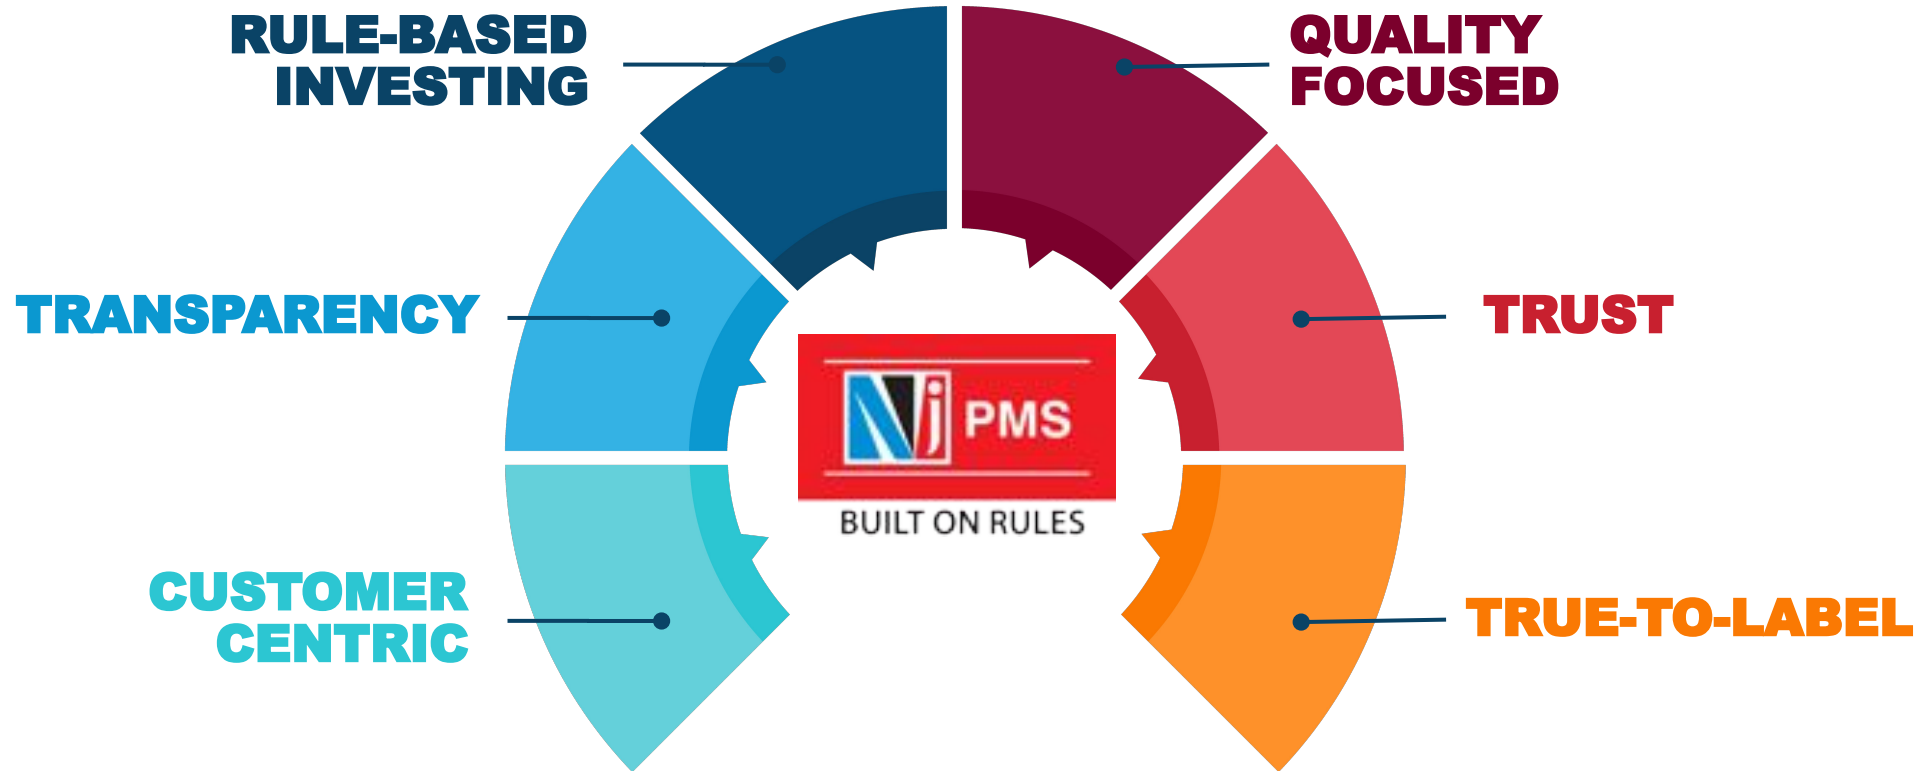 RULE-BASED
INVESTING
QUALITY
FOCUSED
TRANSPARENCY
TRUST
Nj PMS
BUILT ON RULES
CUSTOMER
CENTRIC
TRUE-TO-LABEL